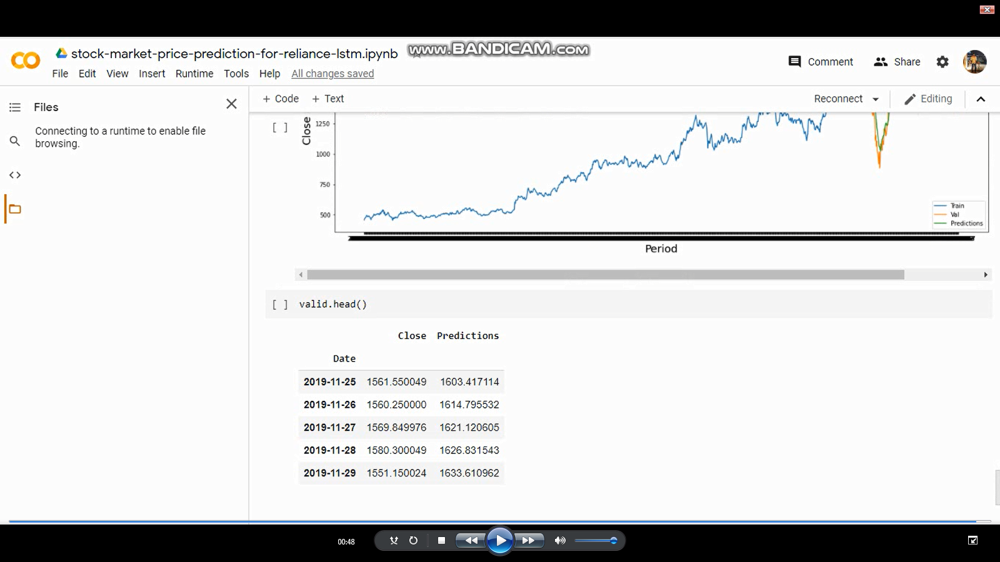 stock-market-price-prediction-for-reliance-lstm.ipynb
www.BANDICAM.com
Comment
Share
File Edit View Insert Runtime Tools Help All changes saved
Files
+ Code + Text
Reconnect
Editing
Connecting to a runtime to enable file
browsing.
[ ]
Close
1250
1000
750
500
Train
Val
Predictions
Period
[ ] valid.head()
Close Predictions
Date
2019-11-25 1561.550049 1603.417114
2019-11-26 1560.250000 1614.795532
2019-11-27 1569.849976 1621.120605
2019-11-28 1580.300049 1626.831543
2019-11-29 1551.150024 1633.610962
00:48